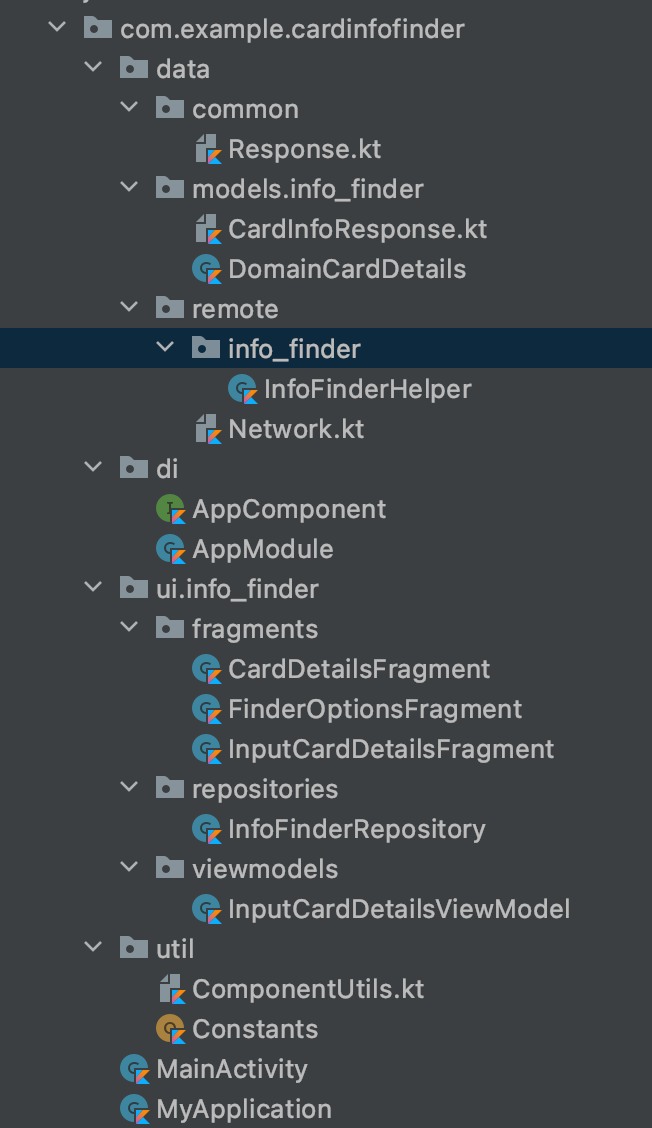 com.example.cardinfofinder
data
common
Response.kt
models.info_finder
CardInfoResponse.kt
DomainCardDetails
remote
info_finder
InfoFinderHelper
Network.kt
di
AppComponent
AppModule
ui.info_finder
fragments
CardDetailsFragment
FinderOptionsFragment
InputCardDetailsFragment
repositories
InfoFinderRepository
viewmodels
InputCardDetailsViewModel
util
ComponentUtils.kt
Constants
MainActivity
MyApplication